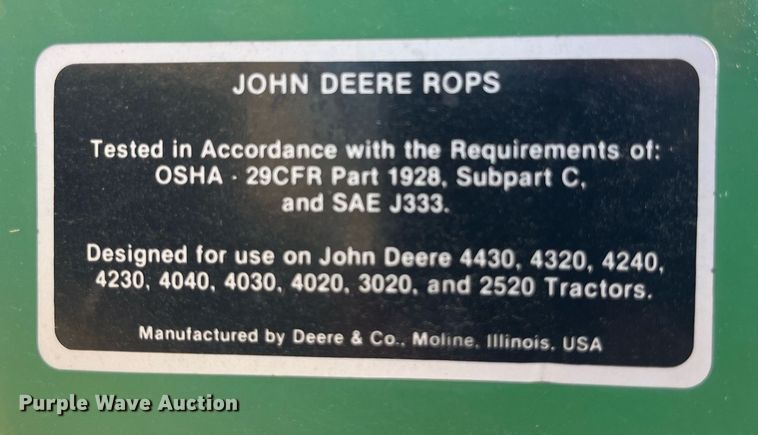 JOHN DEERE ROPS
Tested in Accordance with the Requirements of:
OSHA · 29CFR Part 1928, Subpart C,
and SAE J333.
Designed for use on John Deere 4430, 4320, 4240,
4230, 4040, 4030, 4020, 3020, and 2520 Tractors.
Manufactured by Deere & Co., Moline, Illinois, USA
Purple Wave Auction